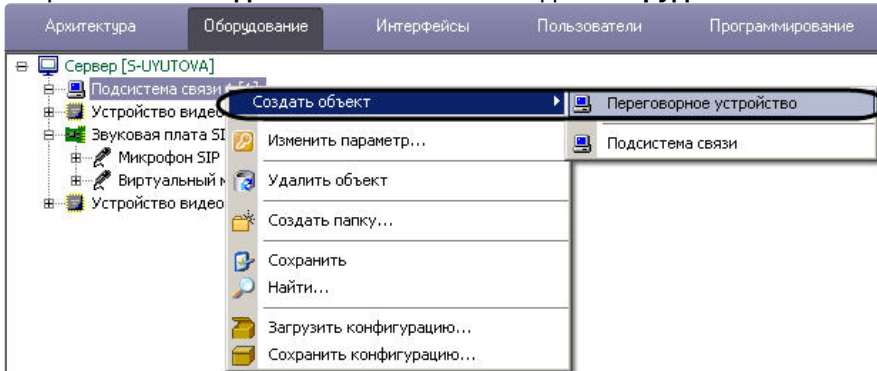 Архитектура Оборудование Интерфейсы Пользователи Программирование
Сервер [S-UYUTOVA]
Подсистема связи
Устройство видео
Звуковая плата SI
Микрофон SIP
Виртуальный
Устройство видео
Создать объект
Изменить параметр...
Удалить объект
Создать папку...
Сохранить
Найти...
Загрузить конфигурацию...
Сохранить конфигурацию...
Переговорное устройство
Подсистема связи